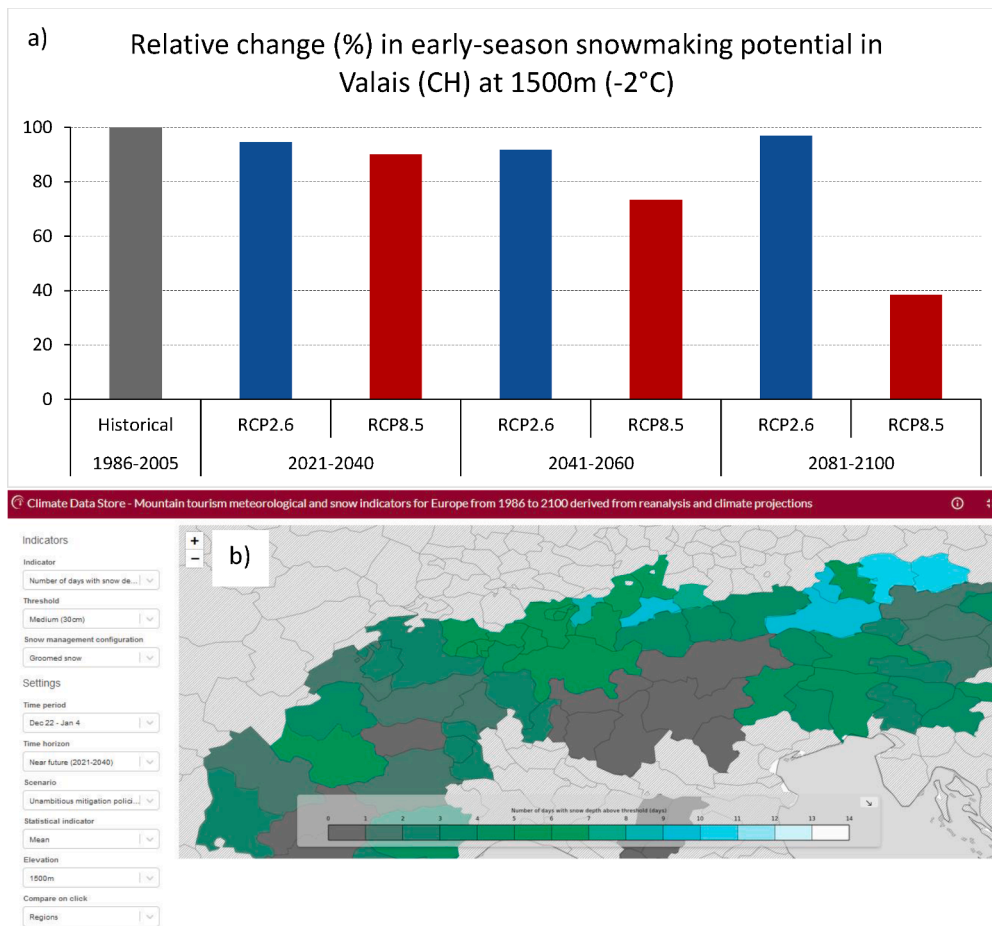 a)
Relative change (%) in early-season snowmaking potential in
Valais (CH) at 1500m (-2°C)
100
80
60
40
20
0
Historical RCP2.6 RCP8.5 RCP2.6 RCP8.5 RCP2.6 RCP8.5
1986-2005 2021-2040 2041-2060 2081-2100
Climate Data Store - Mountain tourism meteorological and snow indicators for Europe from 1986 to 2100 derived from reanalysis and climate projections
Indicators
Indicator
Number of days with snow de...
Threshold
Medium (30cm)
Snow management configuration
Groomed snow
Settings
Time period
Dec 22 - Jan 4
Time horizon
Near future (2021-2040)
Scenario
Unambitious mitigation polici...
Statistical indicator
Mean
Elevation
1500m
Compare on click
Regions
+
−
b)
Number of days with snow depth above threshold (days)
0 1 2 3 4 5 6 7 8 9 10 11 12 13 14